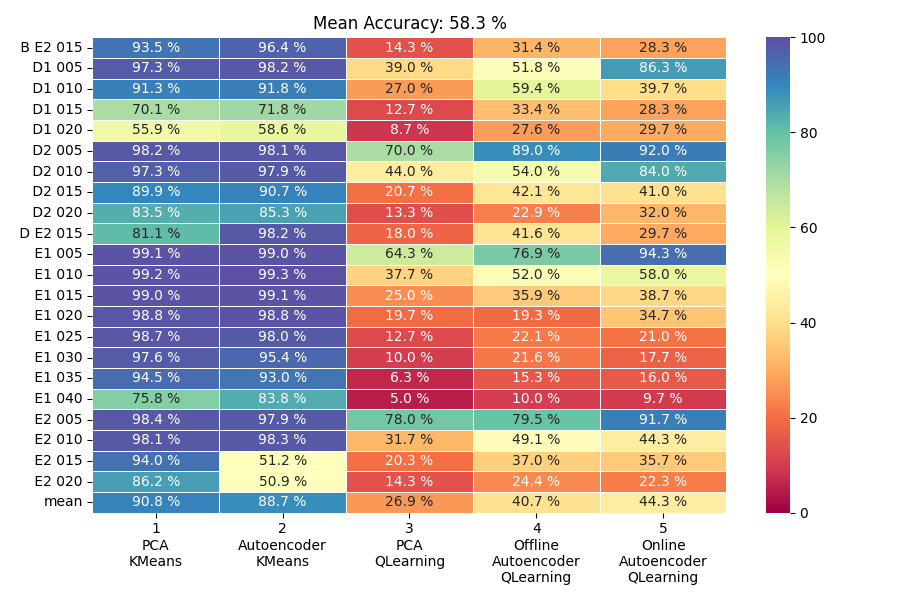 Mean Accuracy: 58.3 %
B E2 015 93.5 % 96.4 % 14.3 % 31.4 % 28.3 % 100
D1 005 97.3 % 98.2 % 39.0 % 51.8 % 86.3 %
D1 010 91.3 % 91.8 % 27.0 % 59.4 % 39.7 %
D1 015 70.1 % 71.8 % 12.7 % 33.4 % 28.3 %
D1 020 55.9 % 58.6 % 8.7 % 27.6 % 29.7 % 80
D2 005 98.2 % 98.1 % 70.0 % 89.0 % 92.0 %
D2 010 97.3 % 97.9 % 44.0 % 54.0 % 84.0 %
D2 015 89.9 % 90.7 % 20.7 % 42.1 % 41.0 %
D2 020 83.5 % 85.3 % 13.3 % 22.9 % 32.0 %
D E2 015 81.1 % 98.2 % 18.0 % 41.6 % 29.7 % 60
E1 005 99.1 % 99.0 % 64.3 % 76.9 % 94.3 %
E1 010 99.2 % 99.3 % 37.7 % 52.0 % 58.0 %
E1 015 99.0 % 99.1 % 25.0 % 35.9 % 38.7 %
E1 020 98.8 % 98.8 % 19.7 % 19.3 % 34.7 % 40
E1 025 98.7 % 98.0 % 12.7 % 22.1 % 21.0 %
E1 030 97.6 % 95.4 % 10.0 % 21.6 % 17.7 %
E1 035 94.5 % 93.0 % 6.3 % 15.3 % 16.0 %
E1 040 75.8 % 83.8 % 5.0 % 10.0 % 9.7 %
E2 005 98.4 % 97.9 % 78.0 % 79.5 % 91.7 % 20
E2 010 98.1 % 98.3 % 31.7 % 49.1 % 44.3 %
E2 015 94.0 % 51.2 % 20.3 % 37.0 % 35.7 %
E2 020 86.2 % 50.9 % 14.3 % 24.4 % 22.3 %
mean 90.8 % 88.7 % 26.9 % 40.7 % 44.3 % 0
1 2 3 4 5
PCA Autoencoder PCA Offline Online
KMeans KMeans QLearning Autoencoder Autoencoder
QLearning QLearning